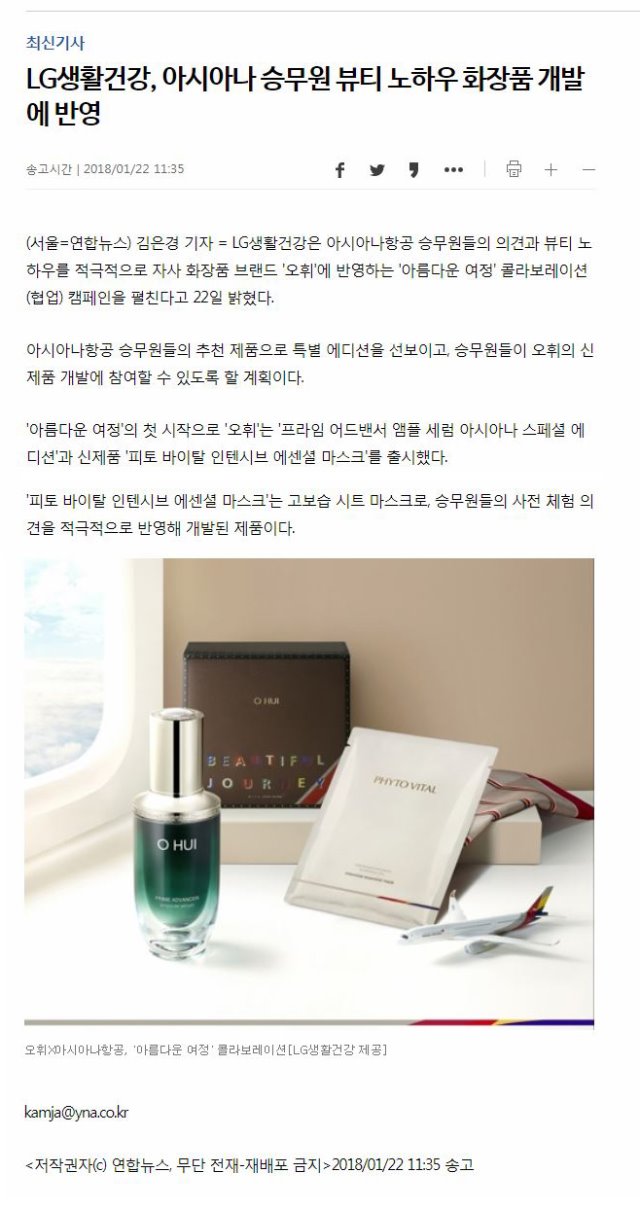 최신기사
LG생활건강, 아시아나 승무원 뷰티 노하우 화장품 개발
에 반영
송고시간 | 2018/01/22 11:35
(서울=연합뉴스) 김은경 기자 = LG생활건강은 아시아나항공 승무원들의 의견과 뷰티 노
하우를 적극적으로 자사 화장품 브랜드 '오휘'에 반영하는 '아름다운 여정' 콜라보레이션
(협업) 캠페인을 펼친다고 22일 밝혔다.
아시아나항공 승무원들의 추천 제품으로 특별 에디션을 선보이고, 승무원들이 오휘의 신
제품 개발에 참여할 수 있도록 할 계획이다.
'아름다운 여정'의 첫 시작으로 '오휘'는 '프라임 어드밴서 앰플 세럼 아시아나 스페셜 에
디션'과 신제품 '피토 바이탈 인텐시브 에센셜 마스크'를 출시했다.
'피토 바이탈 인텐시브 에센셜 마스크'는 고보습 시트 마스크로, 승무원들의 사전 체험 의
견을 적극적으로 반영해 개발된 제품이다.
O HUI
BEAUTIFUL
JOURNEY
PHYTO VITAL
O HUI
PRIME ADVANCER
오휘X아시아나항공, '아름다운 여정' 콜라보레이션[LG생활건강 제공]
kamja@yna.co.kr
<저작권자(c) 연합뉴스, 무단 전재-재배포 금지>2018/01/22 11:35 송고